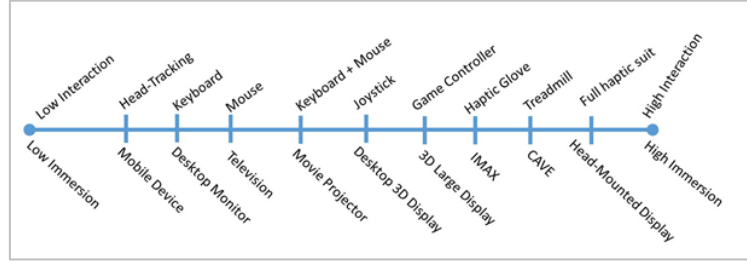 Low Interaction
Head-Tracking
Keyboard
Mouse
Keyboard + Mouse
Joystick
Game Controller
Haptic Glove
Treadmill
Full haptic suit
High Interaction
Low Immersion
Mobile Device
Desktop Monitor
Television
Movie Projector
Desktop 3D Display
3D Large Display
IMAX
CAVE
Head-Mounted Display
High Immersion